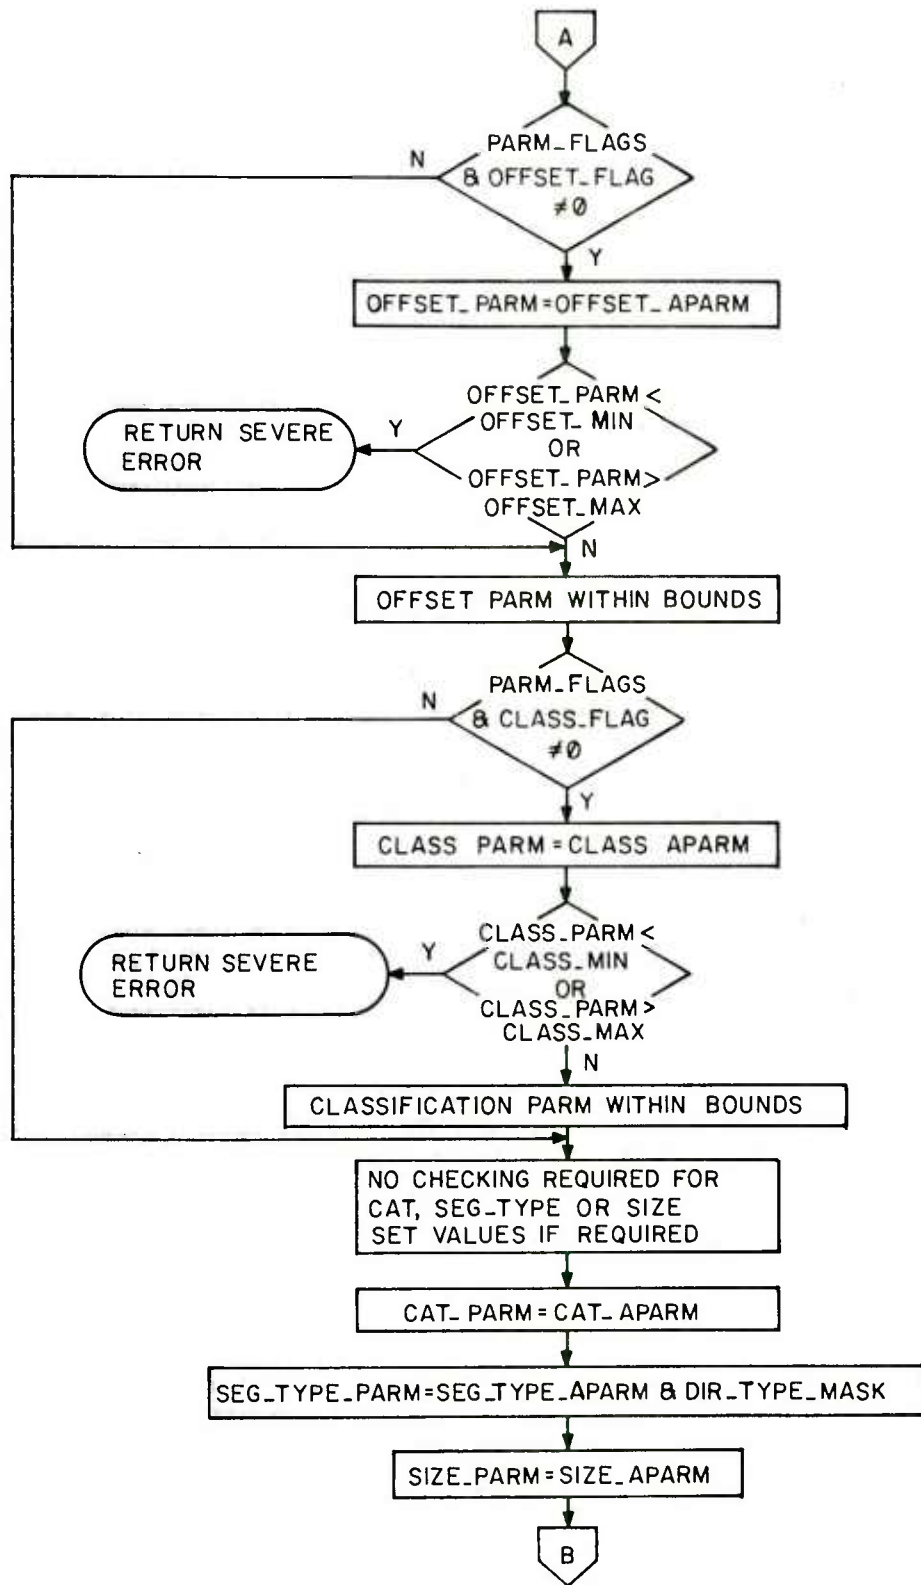 A
PARM_FLAGS
N
& OFFSET_FLAG
≠0
Y
OFFSET_PARM=OFFSET_APARM
OFFSET_PARM<
OFFSET_MIN
OR
OFFSET_PARM>
OFFSET_MAX
Y
RETURN SEVERE
ERROR
N
OFFSET PARM WITHIN BOUNDS
PARM_FLAGS
N
& CLASS_FLAG
≠0
Y
CLASS PARM=CLASS APARM
CLASS_PARM<
CLASS_MIN
OR
CLASS_PARM>
CLASS_MAX
Y
RETURN SEVERE
ERROR
N
CLASSIFICATION PARM WITHIN BOUNDS
NO CHECKING REQUIRED FOR
CAT, SEG_TYPE OR SIZE
SET VALUES IF REQUIRED
CAT_PARM=CAT_APARM
SEG_TYPE_PARM=SEG_TYPE_APARM & DIR_TYPE_MASK
SIZE_PARM=SIZE_APARM
B